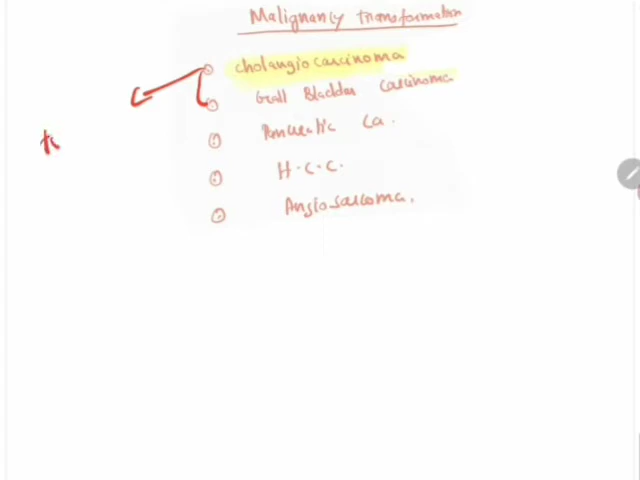 Malignancy transformation
cholangiocarcinoma
Gall Bladder carcinoma
Pancreatic Ca.
H.C.C.
Angiosarcoma.